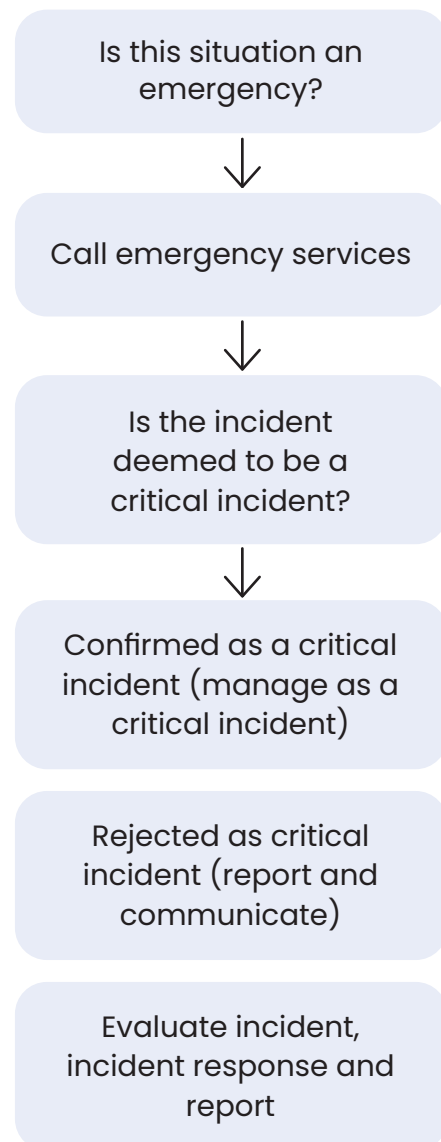 Is this situation an
emergency?
Call emergency services
Is the incident
deemed to be a
critical incident?
Confirmed as a critical
incident (manage as a
critical incident)
Rejected as critical
incident (report and
communicate)
Evaluate incident,
incident response and
report